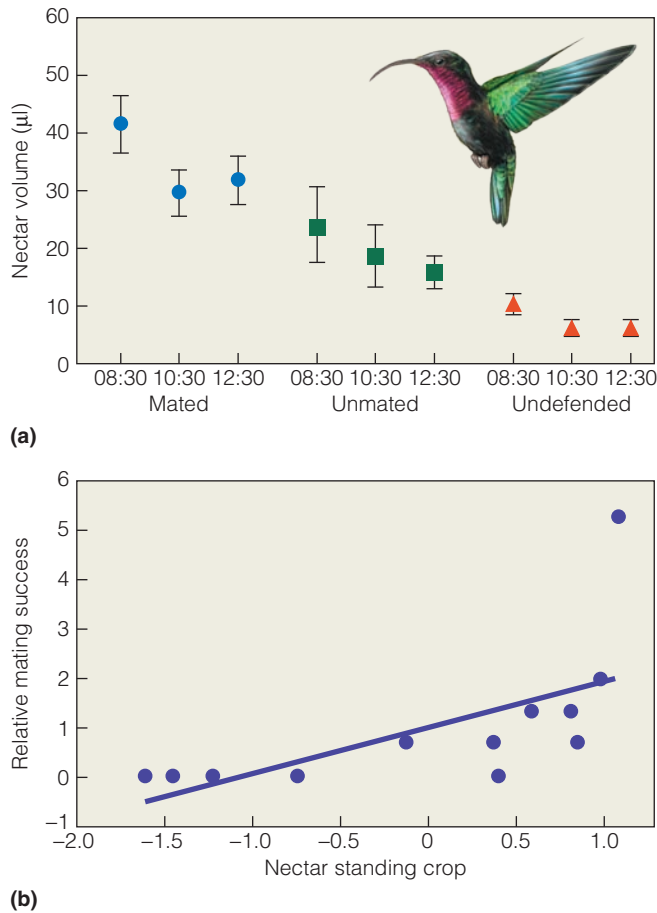 60
50
40
30
20
10
0
Nectar volume (µl)
08:30 10:30 12:30 08:30 10:30 12:30 08:30 10:30 12:30
Mated Unmated Undefended
(a)
6
5
4
3
2
1
0
–1
Relative mating success
–2.0 –1.5 –1.0 –0.5 0 0.5 1.0
Nectar standing crop
(b)